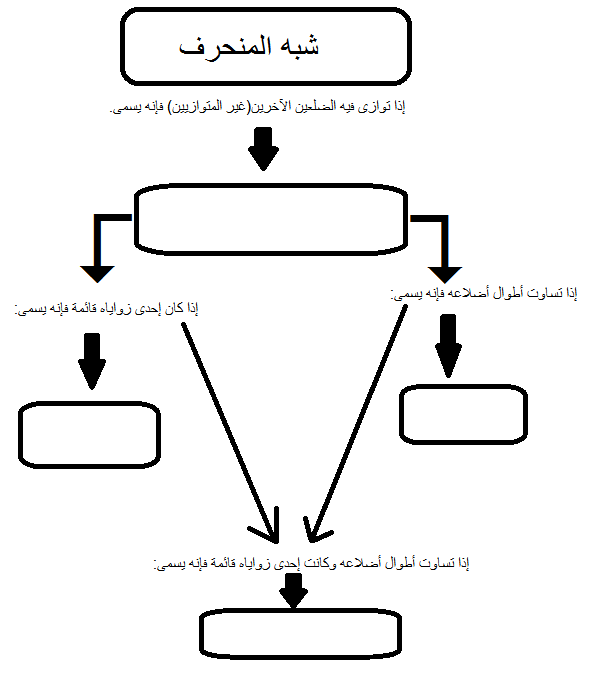 شبه المنحرف
إذا توازى فيه الضلعين الآخرين(غير المتوازيين) فإنه يسمى.
إذا تساوت أطوال أضلاعه فإنه يسمى:
إذا كان إحدى زواياه قائمة فإنه يسمى:
إذا تساوت أطوال أضلاعه وكانت إحدى زواياه قائمة فإنه يسمى: